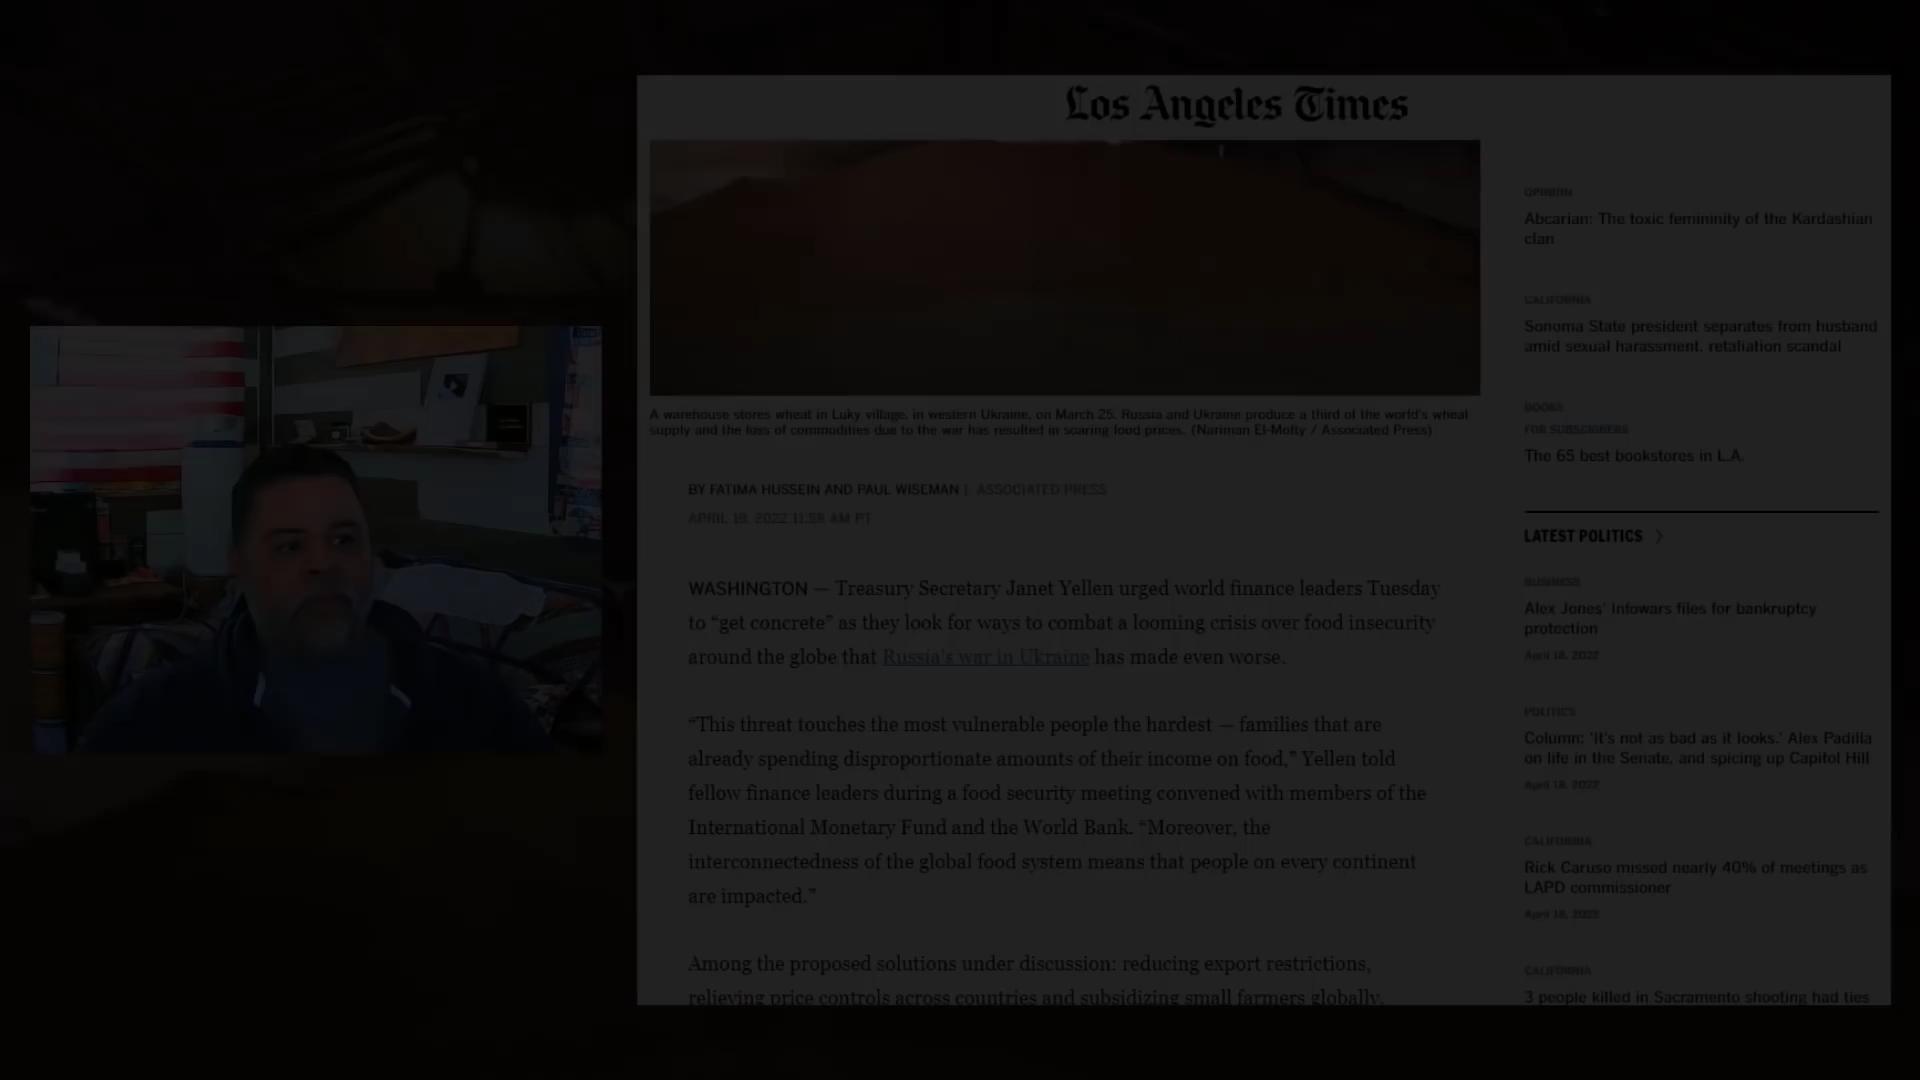 Los Angeles Times
A warehouse stores wheat in Luky village, in western Ukraine, on March 25. Russia and Ukraine produce a third of the world's wheat
supply and the loss of commodities due to the war has resulted in soaring food prices. (Nariman El-Mofty / Associated Press)
BY FATIMA HUSSEIN AND PAUL WISEMAN | ASSOCIATED PRESS
APRIL 19, 2022 11:58 AM PT
WASHINGTON — Treasury Secretary Janet Yellen urged world finance leaders Tuesday
to “get concrete” as they look for ways to combat a looming crisis over food insecurity
around the globe that Russia's war in Ukraine has made even worse.
“This threat touches the most vulnerable people the hardest — families that are
already spending disproportionate amounts of their income on food,” Yellen told
fellow finance leaders during a food security meeting convened with members of the
International Monetary Fund and the World Bank. “Moreover, the
interconnectedness of the global food system means that people on every continent
are impacted.”
Among the proposed solutions under discussion: reducing export restrictions,
relieving price controls across countries and subsidizing small farmers globally.
OPINION
Abcarian: The toxic femininity of the Kardashian
clan
CALIFORNIA
Sonoma State president separates from husband
amid sexual harassment, retaliation scandal
BOOKS
FOR SUBSCRIBERS
The 65 best bookstores in L.A.
LATEST POLITICS >
BUSINESS
Alex Jones' Infowars files for bankruptcy
protection
April 18, 2022
POLITICS
Column: 'It's not as bad as it looks.' Alex Padilla
on life in the Senate, and spicing up Capitol Hill
April 18, 2022
CALIFORNIA
Rick Caruso missed nearly 40% of meetings as
LAPD commissioner
April 18, 2022
CALIFORNIA
3 people killed in Sacramento shooting had ties